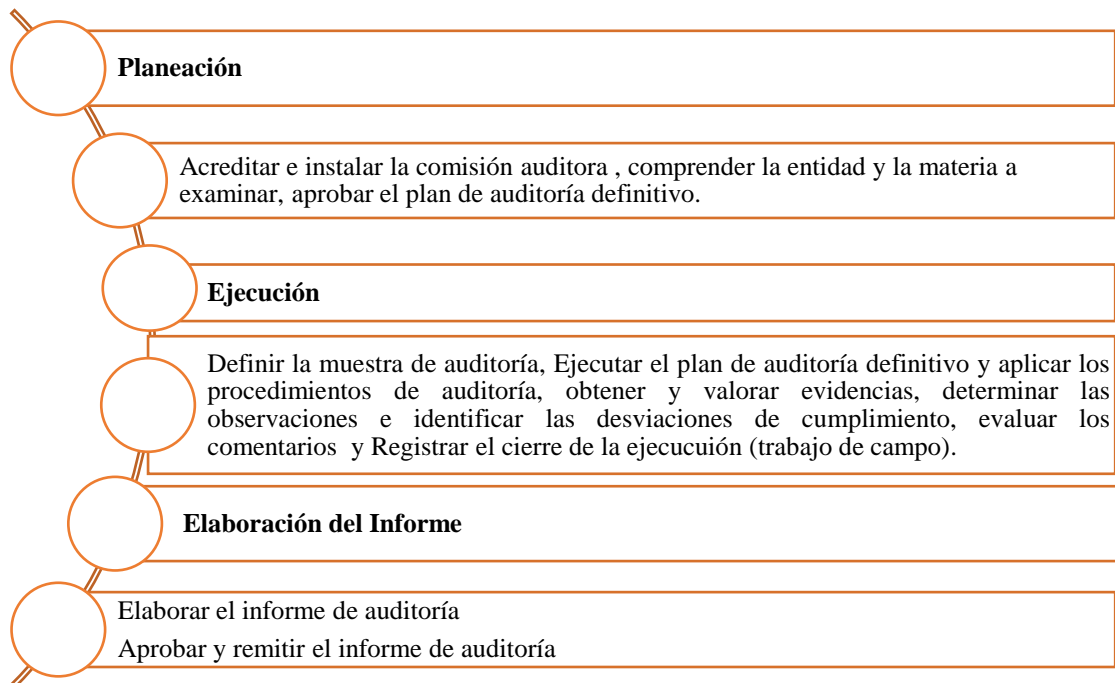 Planeación
Acreditar e instalar la comisión auditora , comprender la entidad y la materia a
examinar, aprobar el plan de auditoría definitivo.
Ejecución
Definir la muestra de auditoría, Ejecutar el plan de auditoría definitivo y aplicar los
procedimientos de auditoría, obtener y valorar evidencias, determinar las
observaciones e identificar las desviaciones de cumplimiento, evaluar los
comentarios y Registrar el cierre de la ejecucuión (trabajo de campo).
Elaboración del Informe
Elaborar el informe de auditoría
Aprobar y remitir el informe de auditoría